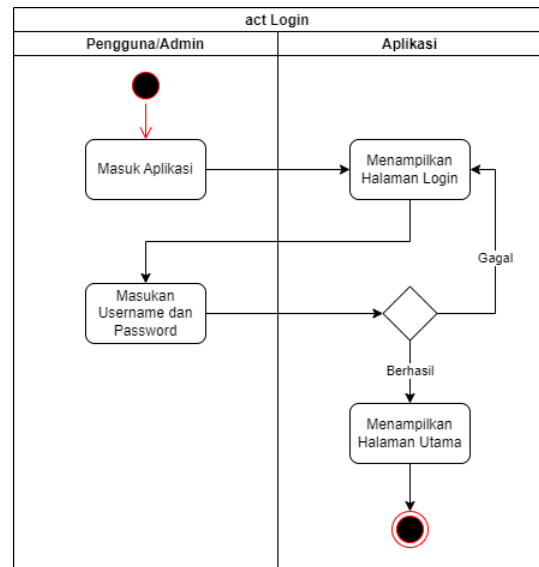 act Login
Pengguna/Admin
Aplikasi
Masuk Aplikasi
Menampilkan
Halaman Login
Gagal
Masukan
Username dan
Password
Berhasil
Menampilkan
Halaman Utama